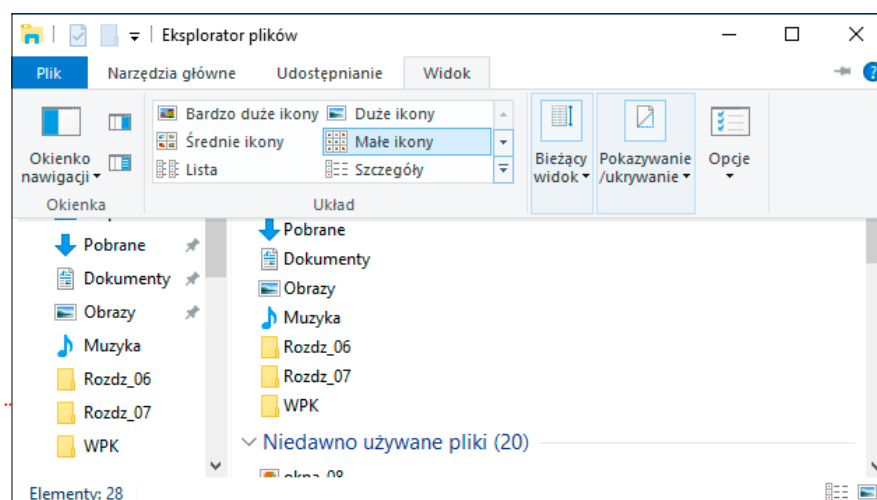 Eksplorator plików
Plik Narzędzia główne Udostępnianie Widok
Okienko nawigacji
Bardzo duże ikony Duże ikony
Średnie ikony Małe ikony
Lista Szczegóły
Bieżący widok
Pokazywanie /ukrywanie
Opcje
Okienka Układ
Pobrane
Dokumenty
Obrazy
Muzyka
Rozdz_06
Rozdz_07
WPK
Pobrane
Dokumenty
Obrazy
Muzyka
Rozdz_06
Rozdz_07
WPK
Niedawno używane pliki (20)
Elementy: 28